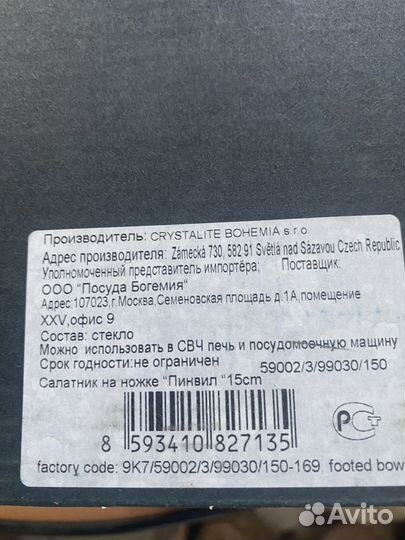 Производитель: CRYSTALITE BOHEMIA s.r.o.
Адрес производителя: Zámecká 730, 582 91 Světlá nad Sázavou Czech Republic
Уполномоченный представитель импортёра; Поставщик:
ООО "Посуда Богемия"
Адрес:107023,г.Москва,Семеновская площадь д.1А,помещение
XXV,офис 9
Состав: стекло
Можно использовать в СВЧ печь и посудомоечную мащину
Срок годности:не ограничен 59002/3/99030/150
Салатник на ножке "Пинвил "15cm
8 593410 827135
РСТ
factory code: 9K7/59002/3/99030/150-169 footed bow
Avito